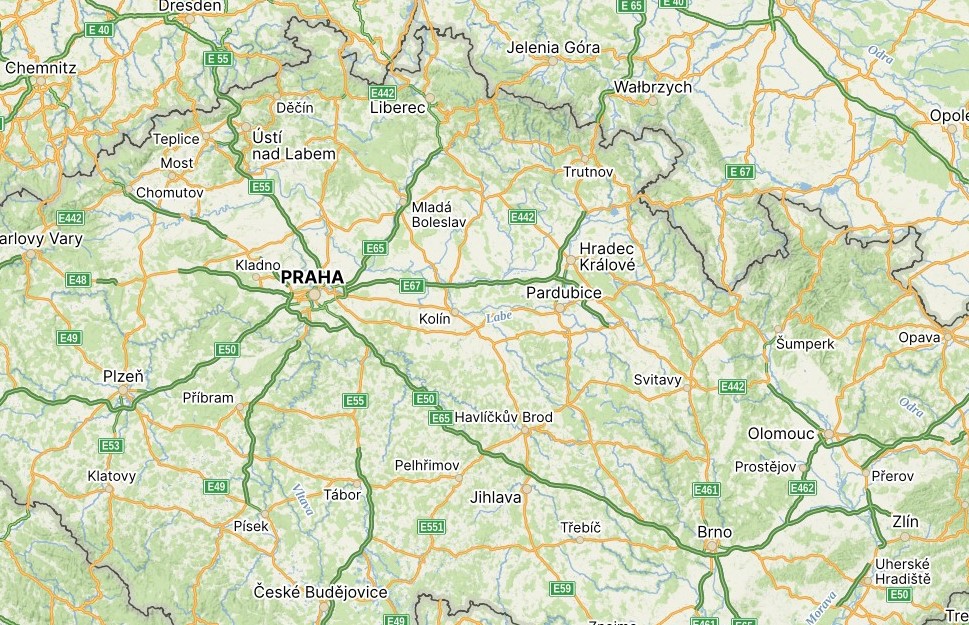 Dresden
E 65
E 40
E 40
Odra
Jelenia Góra
E 55
Chemnitz
Wałbrzych
E442
Děčín
Liberec
Opole
Teplice
Ústí
nad Labem
Most
Trutnov
E 67
Chomutov
E55
Mladá
Boleslav
E442
E442
arlovy Vary
E65
Hradec
Králové
Kladno
PRAHA
E48
E67
Pardubice
Kolín
Labe
E49
Šumperk
Opava
E50
Plzeň
Svitavy
E442
Příbram
E55
E50
E65
Havlíčkův Brod
Odra
Olomouc
E53
Pelhřimov
Prostějov
Přerov
Klatovy
E49
Vltava
Tábor
Jihlava
E461
E462
Písek
E551
Třebíč
Brno
Zlín
Uherské
Hradiště
České Budějovice
E59
E50
Morava
E49
E461
E65
Tre